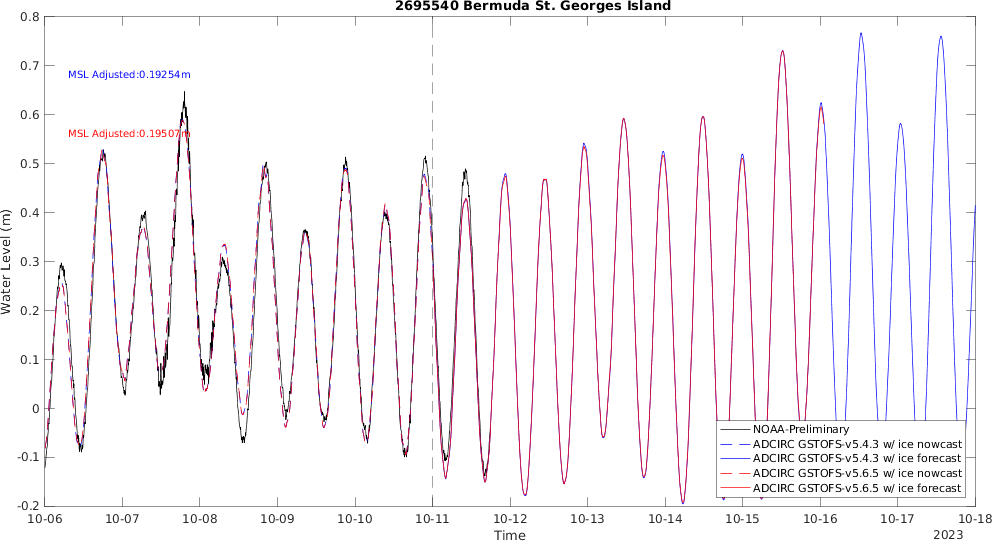 2695540 Bermuda St. Georges Island
0.8
0.7
0.6
0.5
0.4
0.3
0.2
0.1
0
-0.1
-0.2
Water Level (m)
MSL Adjusted:0.19254m
MSL Adjusted:0.19507m
NOAA-Preliminary
ADCIRC GSTOFS-v5.4.3 w/ ice nowcast
ADCIRC GSTOFS-v5.4.3 w/ ice forecast
ADCIRC GSTOFS-v5.6.5 w/ ice nowcast
ADCIRC GSTOFS-v5.6.5 w/ ice forecast
10-06 10-07 10-08 10-09 10-10 10-11 10-12 10-13 10-14 10-15 10-16 10-17 10-18
Time
2023